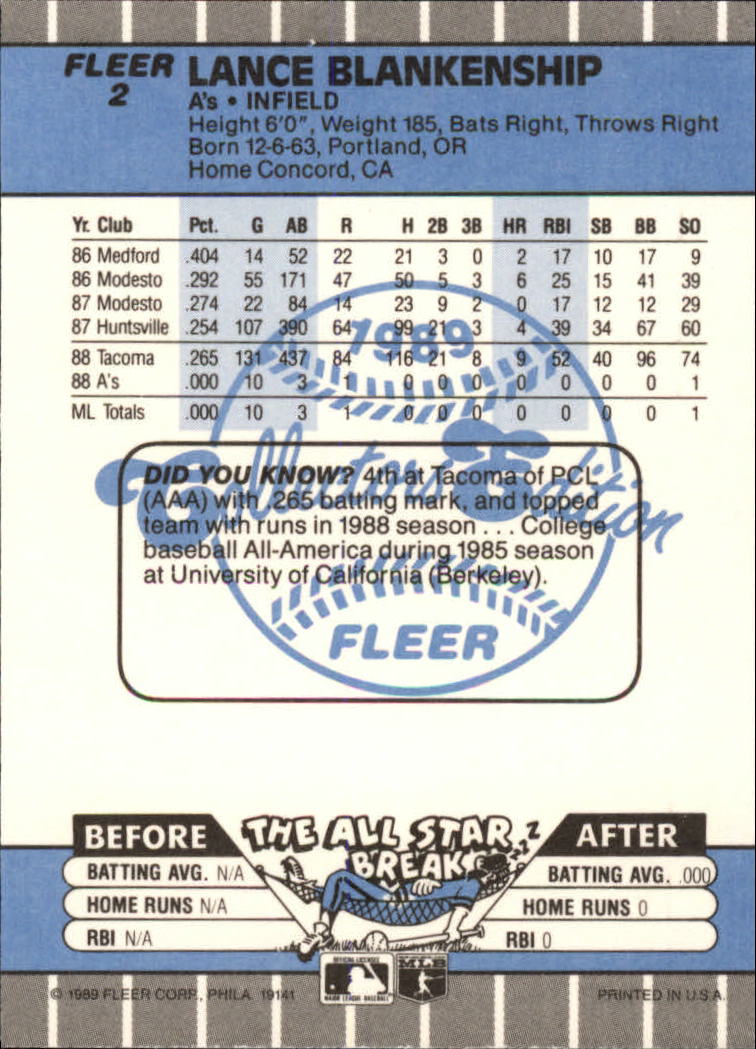 FLEER
2
LANCE BLANKENSHIP
A's • INFIELD
Height 6'0", Weight 185, Bats Right, Throws Right
Born 12-6-63, Portland, OR
Home Concord, CA
Yr. Club Pct. G AB R H 2B 3B HR RBI SB BB SO
86 Medford .404 14 52 22 21 3 0 2 17 10 17 9
86 Modesto .292 55 171 47 50 5 3 6 25 15 41 39
87 Modesto .274 22 84 14 23 9 2 0 17 12 12 29
87 Huntsville .254 107 390 64 99 21 3 4 39 34 67 60
88 Tacoma .265 131 437 84 116 21 8 9 52 40 96 74
88 A's .000 10 3 1 0 0 0 0 0 0 0 1
ML Totals .000 10 3 1 0 0 0 0 0 0 0 1
1989
Collectors Edition
FLEER
DID YOU KNOW? 4th at Tacoma of PCL
(AAA) with .265 batting mark, and topped
team with runs in 1988 season . . . College
baseball All-America during 1985 season
at University of California (Berkeley).
BEFORE
THE ALL STAR
BREAK
ZZZ
AFTER
BATTING AVG. N/A
HOME RUNS N/A
RBI N/A
BATTING AVG. .000
HOME RUNS 0
RBI 0
OFFICIAL LICENSEE
MAJOR LEAGUE BASEBALL
MLB
© 1989 FLEER CORP., PHILA. 19141
PRINTED IN U.S.A.